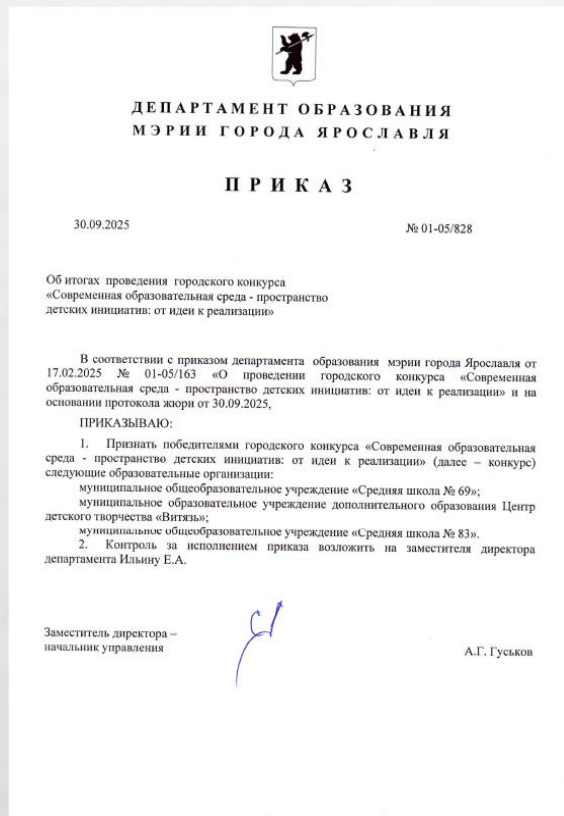 ДЕПАРТАМЕНТ ОБРАЗОВАНИЯ
МЭРИИ ГОРОДА ЯРОСЛАВЛЯ
ПРИКАЗ
30.09.2025
№ 01-05/828
Об итогах проведения городского конкурса
«Современная образовательная среда - пространство
детских инициатив: от идеи к реализации»
В соответствии с приказом департамента образования мэрии города Ярославля от
17.02.2025 № 01-05/163 «О проведении городского конкурса «Современная
образовательная среда - пространство детских инициатив: от идеи к реализации» и на
основании протокола жюри от 30.09.2025,
ПРИКАЗЫВАЮ:
1. Признать победителями городского конкурса «Современная образовательная
среда - пространство детских инициатив: от идеи к реализации» (далее – конкурс)
следующие образовательные организации:
муниципальное общеобразовательное учреждение «Средняя школа № 69»;
муниципальное образовательное учреждение дополнительного образования Центр
детского творчества «Витязь»;
муниципальное общеобразовательное учреждение «Средняя школа № 83».
2. Контроль за исполнением приказа возложить на заместителя директора
департамента Ильину Е.А.
Заместитель директора –
начальник управления
А.Г. Гуськов